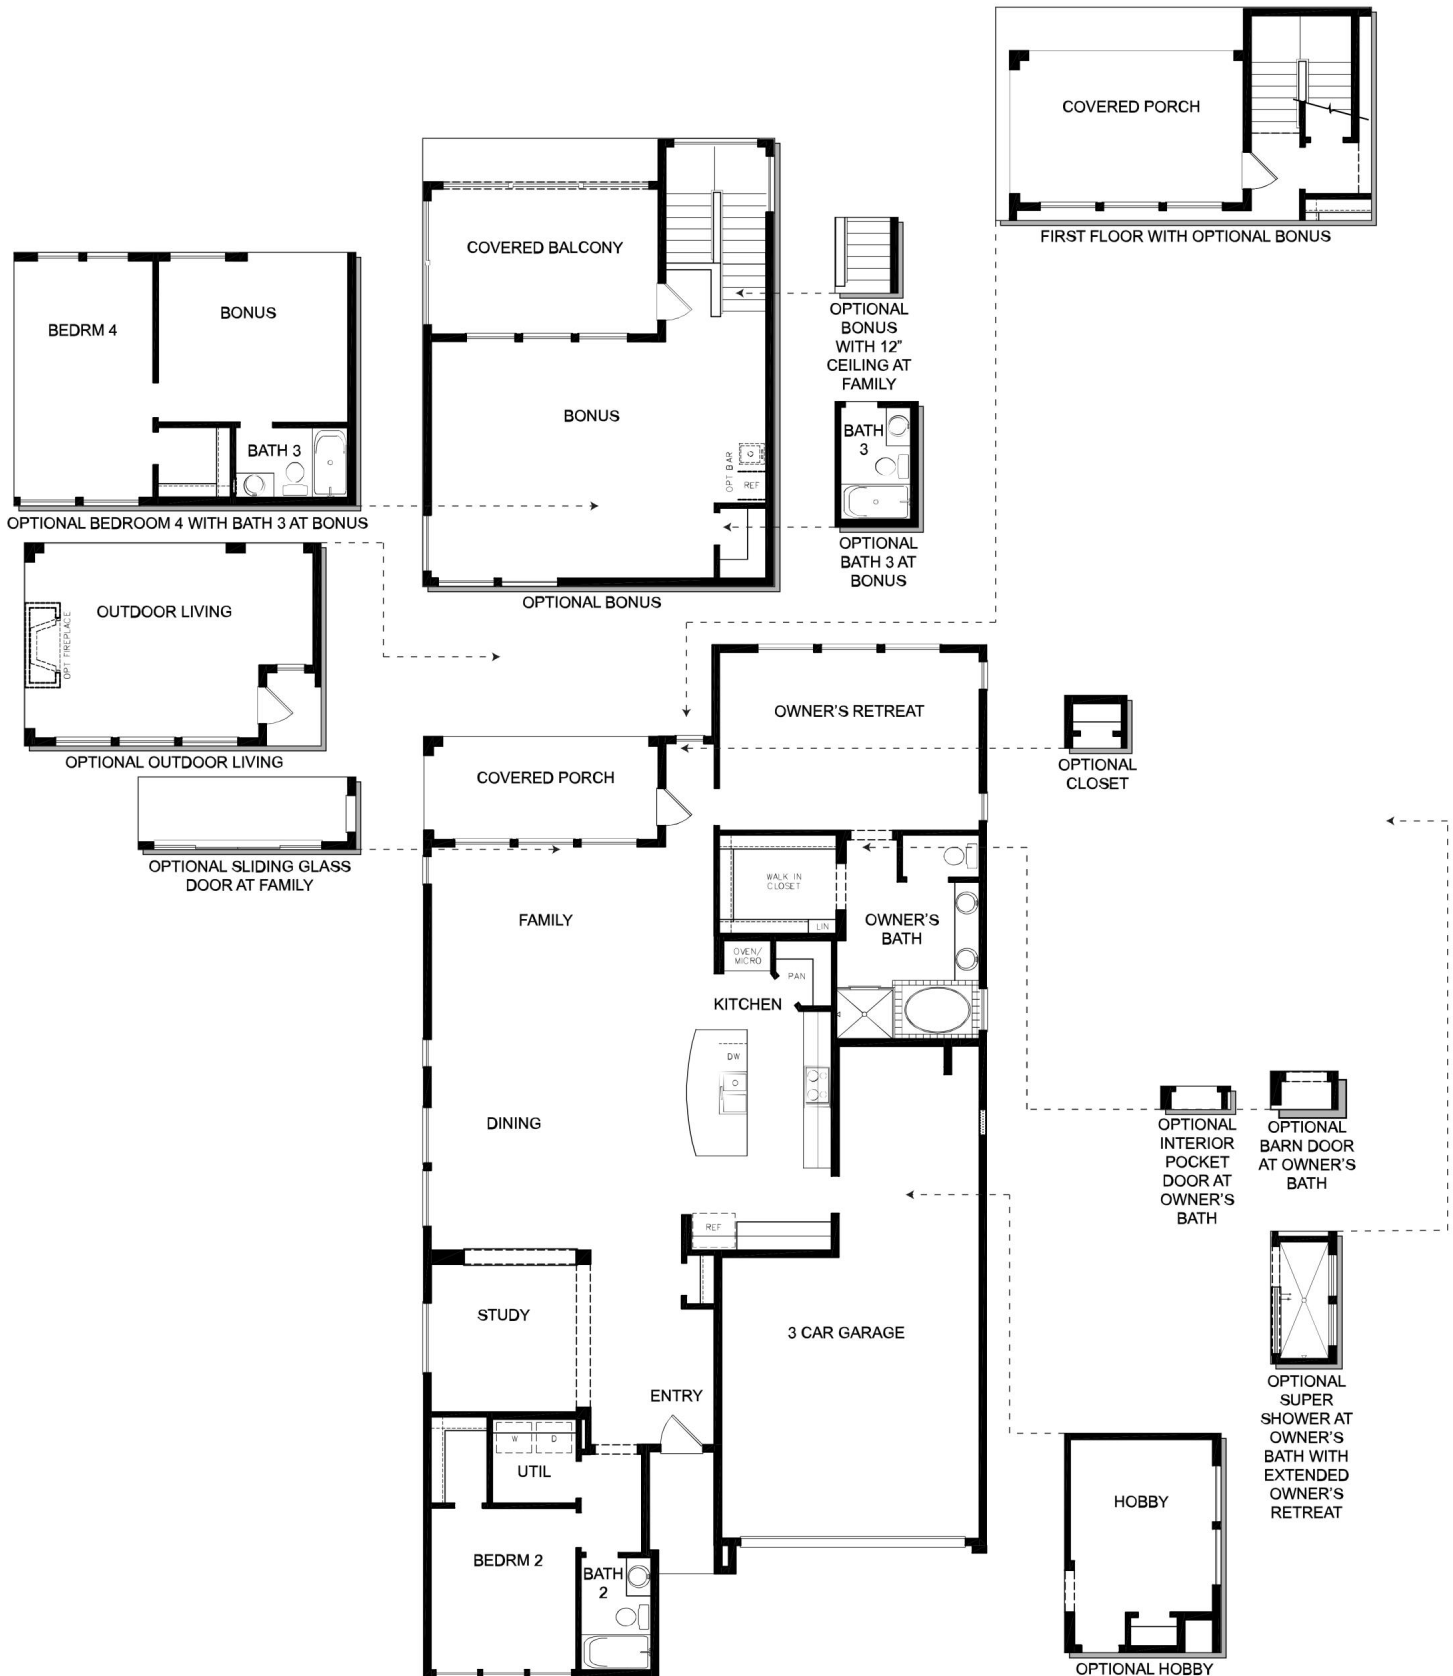 COVERED PORCH
FIRST FLOOR WITH OPTIONAL BONUS
COVERED BALCONY
BONUS
OPT BAR
REF
OPTIONAL BONUS
OPTIONAL
BONUS
WITH 12"
CEILING AT
FAMILY
BATH
3
OPTIONAL
BATH 3 AT
BONUS
BEDRM 4
BONUS
BATH 3
OPTIONAL BEDROOM 4 WITH BATH 3 AT BONUS
OUTDOOR LIVING
OPT FIREPLACE
OPTIONAL OUTDOOR LIVING
OPTIONAL SLIDING GLASS
DOOR AT FAMILY
OWNER'S RETREAT
COVERED PORCH
OPTIONAL
CLOSET
WALK IN
CLOSET
LIN
OWNER'S
BATH
FAMILY
OVEN/
MICRO
PAN
KITCHEN
DW
DINING
REF
STUDY
3 CAR GARAGE
ENTRY
W
D
UTIL
BEDRM 2
BATH
2
OPTIONAL
INTERIOR
POCKET
DOOR AT
OWNER'S
BATH
OPTIONAL
BARN DOOR
AT OWNER'S
BATH
OPTIONAL
SUPER
SHOWER AT
OWNER'S
BATH WITH
EXTENDED
OWNER'S
RETREAT
HOBBY
OPTIONAL HOBBY